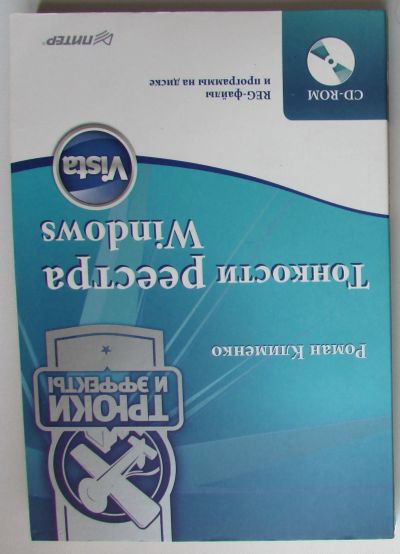 Роман Клименко
ТРЮКИ
И ЭФФЕКТЫ
Тонкости реестра
Windows
Vista
CD-ROM
REG-файлы
и программы на диске
ПИТЕР®